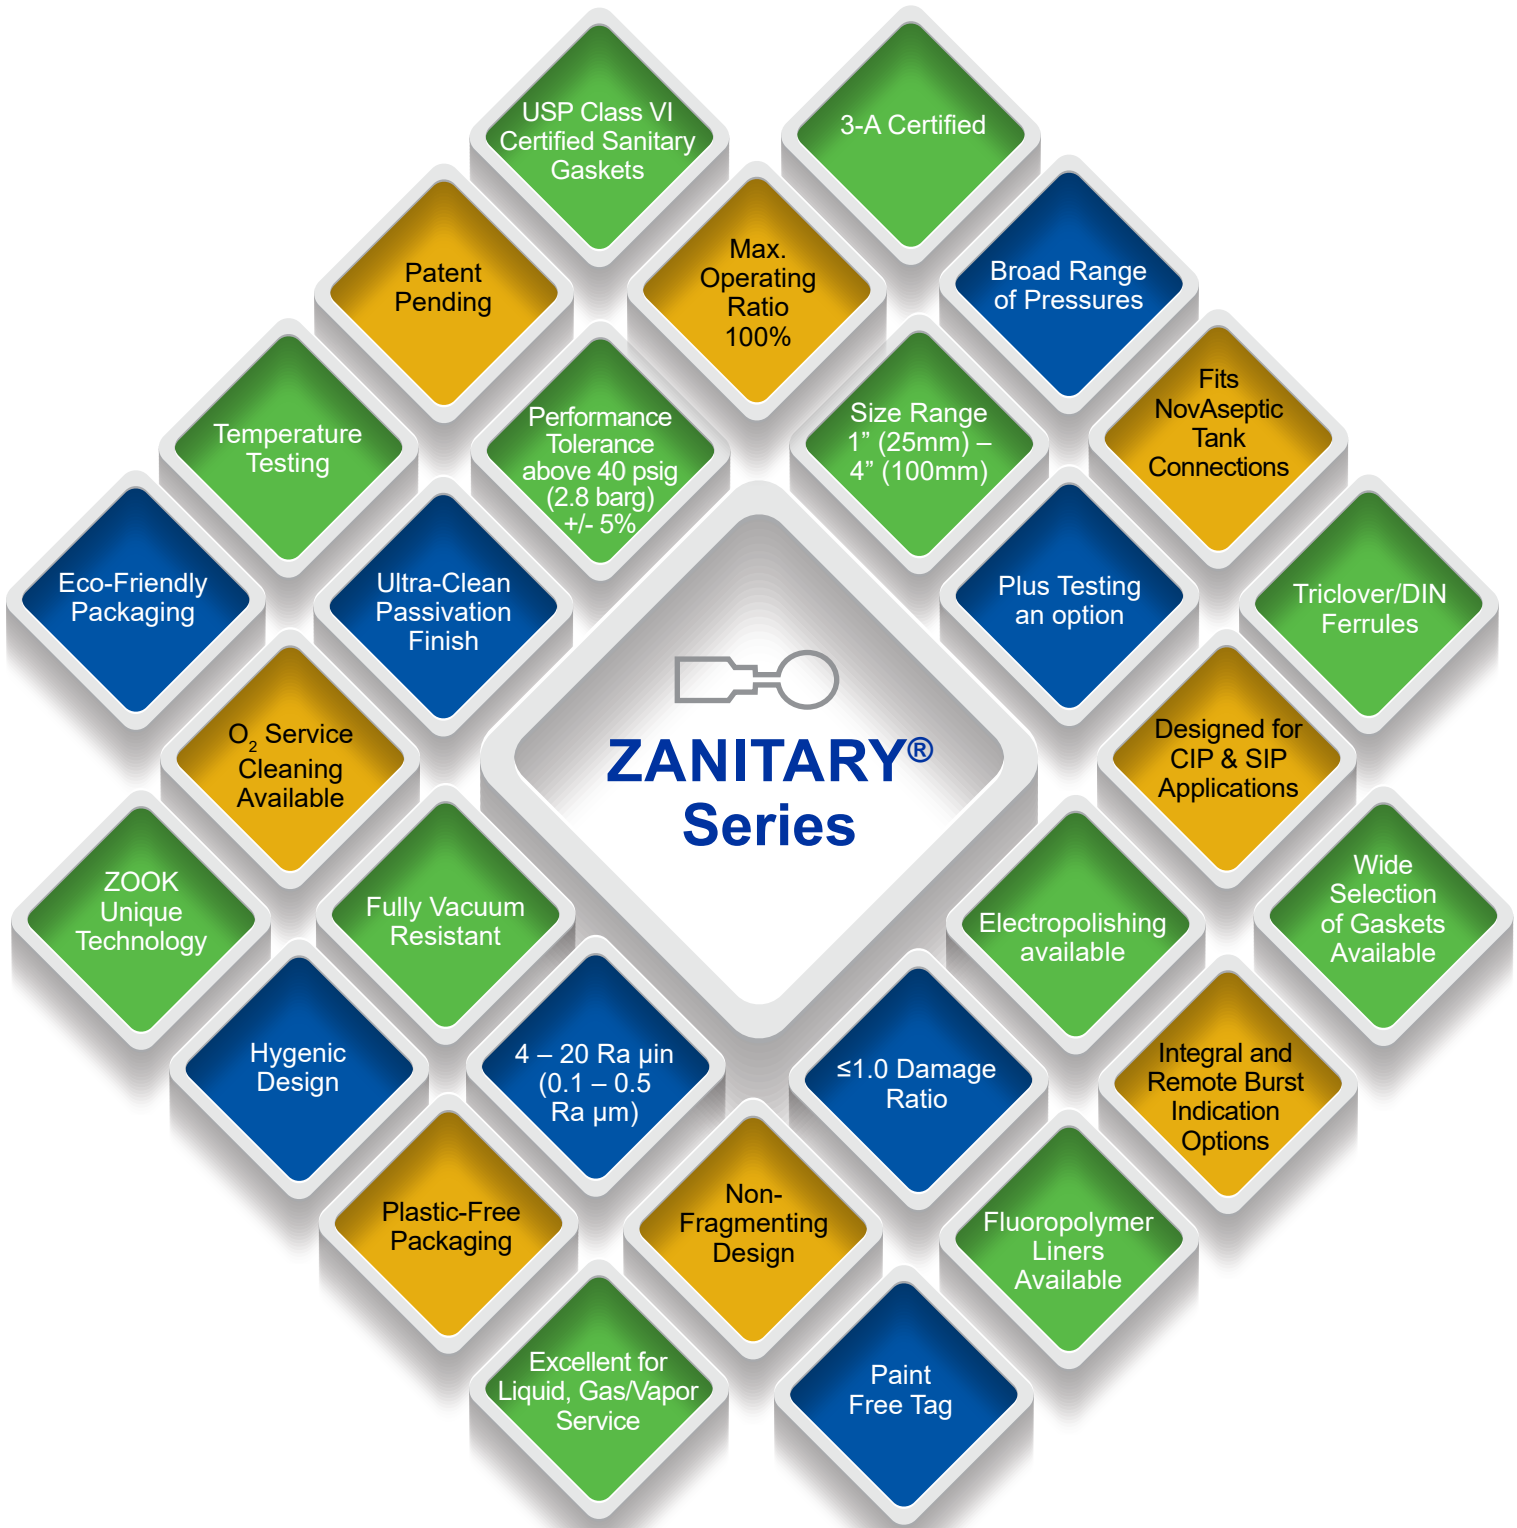 USP Class VI
Certified Sanitary
Gaskets
3-A Certified
Patent
Pending
Max.
Operating
Ratio
100%
Broad Range
of Pressures
Temperature
Testing
Performance
Tolerance
above 40 psig
(2.8 barg)
+/- 5%
Size Range
1” (25mm) –
4” (100mm)
Fits
NovAseptic
Tank
Connections
Eco-Friendly
Packaging
Ultra-Clean
Passivation
Finish
Plus Testing
an option
Triclover/DIN
Ferrules
O₂ Service
Cleaning
Available
ZANITARY®
Series
Designed for
CIP & SIP
Applications
ZOOK
Unique
Technology
Fully Vacuum
Resistant
Electropolishing
available
Wide
Selection
of Gaskets
Available
Hygenic
Design
4 – 20 Ra µin
(0.1 – 0.5
Ra µm)
≤1.0 Damage
Ratio
Integral and
Remote Burst
Indication
Options
Plastic-Free
Packaging
Non-
Fragmenting
Design
Fluoropolymer
Liners
Available
Excellent for
Liquid, Gas/Vapor
Service
Paint
Free Tag